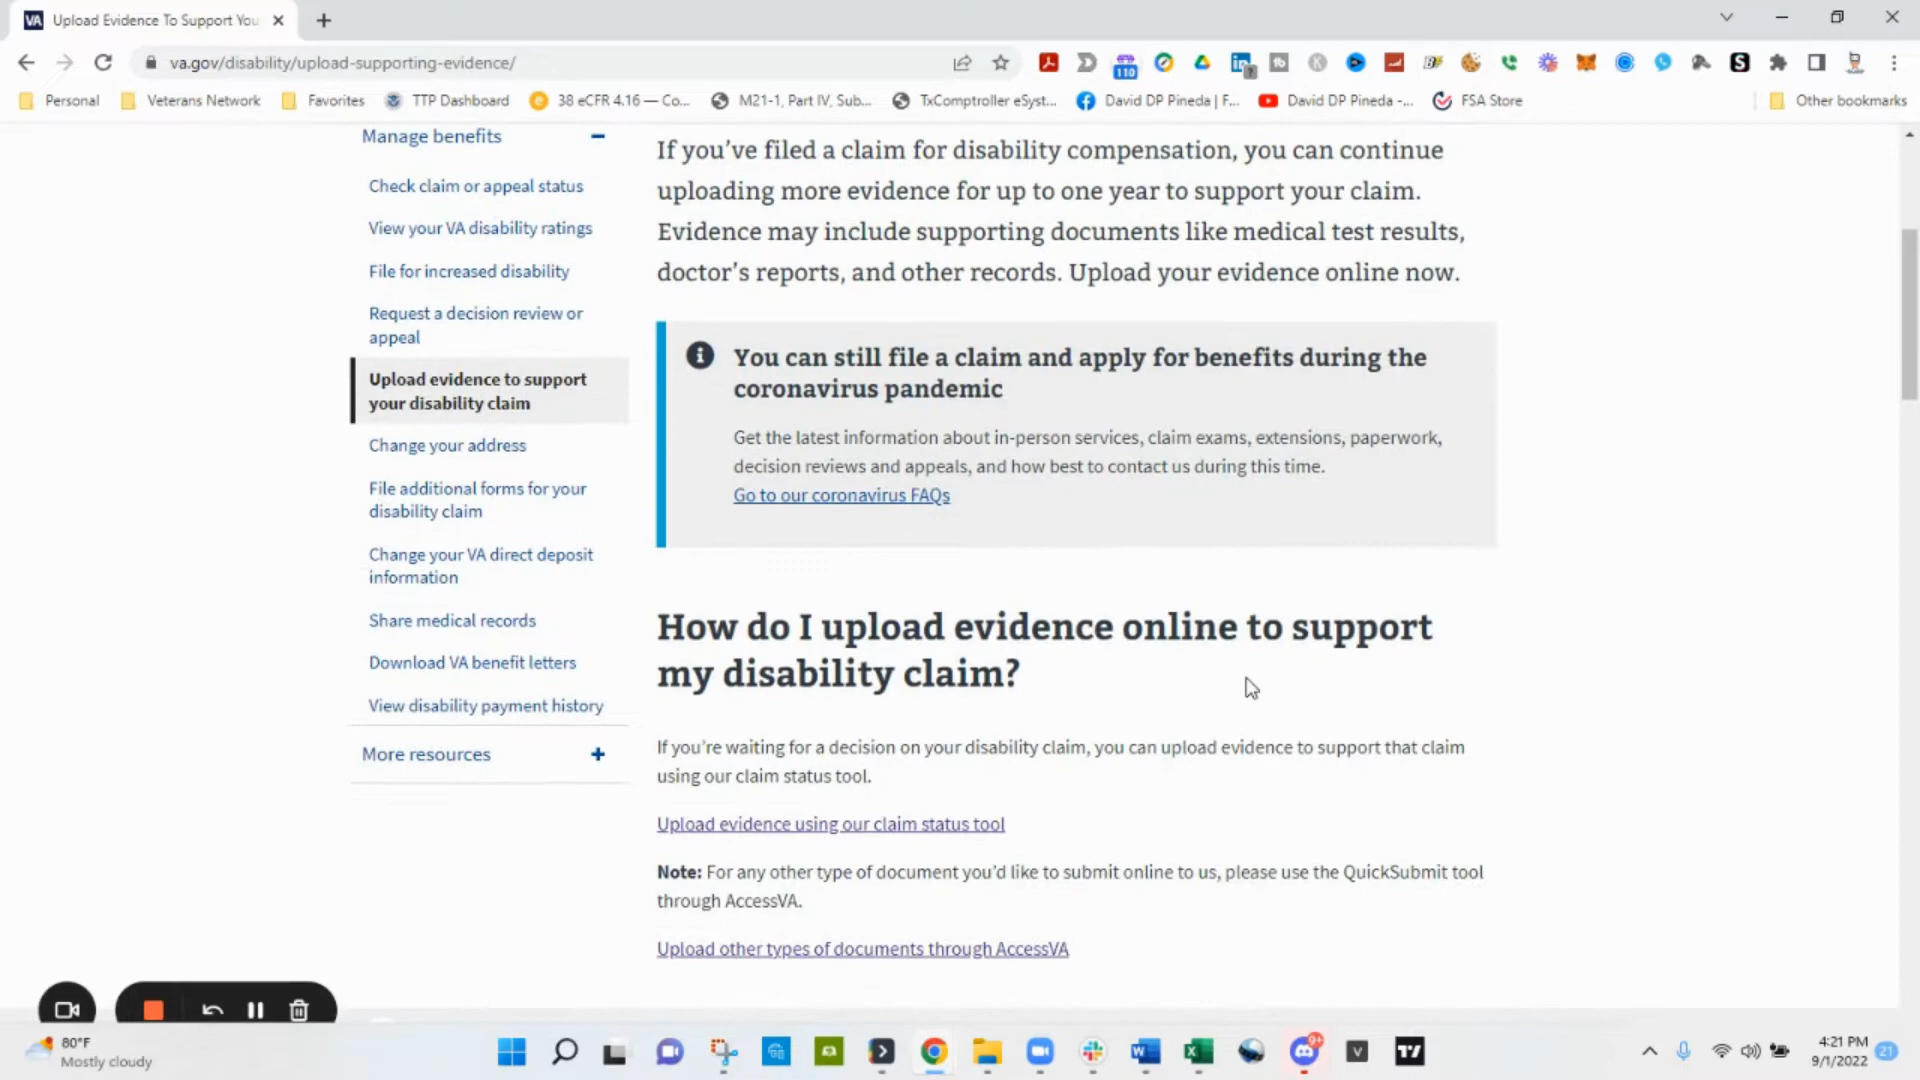 VA Upload Evidence To Support You
va.gov/disability/upload-supporting-evidence/
110
Personal
Veterans Network
Favorites
TTP Dashboard
38 eCFR 4.16 — Co...
M21-1, Part IV, Sub...
TxComptroller eSyst...
David DP Pineda | F...
David DP Pineda -...
FSA Store
Other bookmarks
Manage benefits
Check claim or appeal status
View your VA disability ratings
File for increased disability
Request a decision review or
appeal
Upload evidence to support
your disability claim
Change your address
File additional forms for your
disability claim
Change your VA direct deposit
information
Share medical records
Download VA benefit letters
View disability payment history
More resources
If you’ve filed a claim for disability compensation, you can continue
uploading more evidence for up to one year to support your claim.
Evidence may include supporting documents like medical test results,
doctor’s reports, and other records. Upload your evidence online now.
You can still file a claim and apply for benefits during the
coronavirus pandemic
Get the latest information about in-person services, claim exams, extensions, paperwork,
decision reviews and appeals, and how best to contact us during this time.
Go to our coronavirus FAQs
How do I upload evidence online to support
my disability claim?
If you’re waiting for a decision on your disability claim, you can upload evidence to support that claim
using our claim status tool.
Upload evidence using our claim status tool
Note: For any other type of document you’d like to submit online to us, please use the QuickSubmit tool
through AccessVA.
Upload other types of documents through AccessVA
80°F
Mostly cloudy
9+
4:21 PM
9/1/2022
21